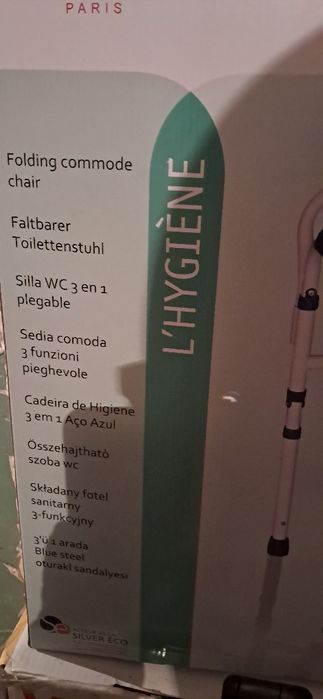 PARIS
Folding commode
chair
Faltbarer
Toilettenstuhl
Silla WC 3 en 1
plegable
Sedia comoda
3 funzioni
pieghevole
Cadeira de Higiene
3 em 1 Aço Azul
Összehajthatò
szoba wc
Składany fotel
sanitarny
3-funkcyjny
3'ü 1 arada
Blue steel
oturakl sandalyesi
SILVER ECO
L'HYGIÈNE